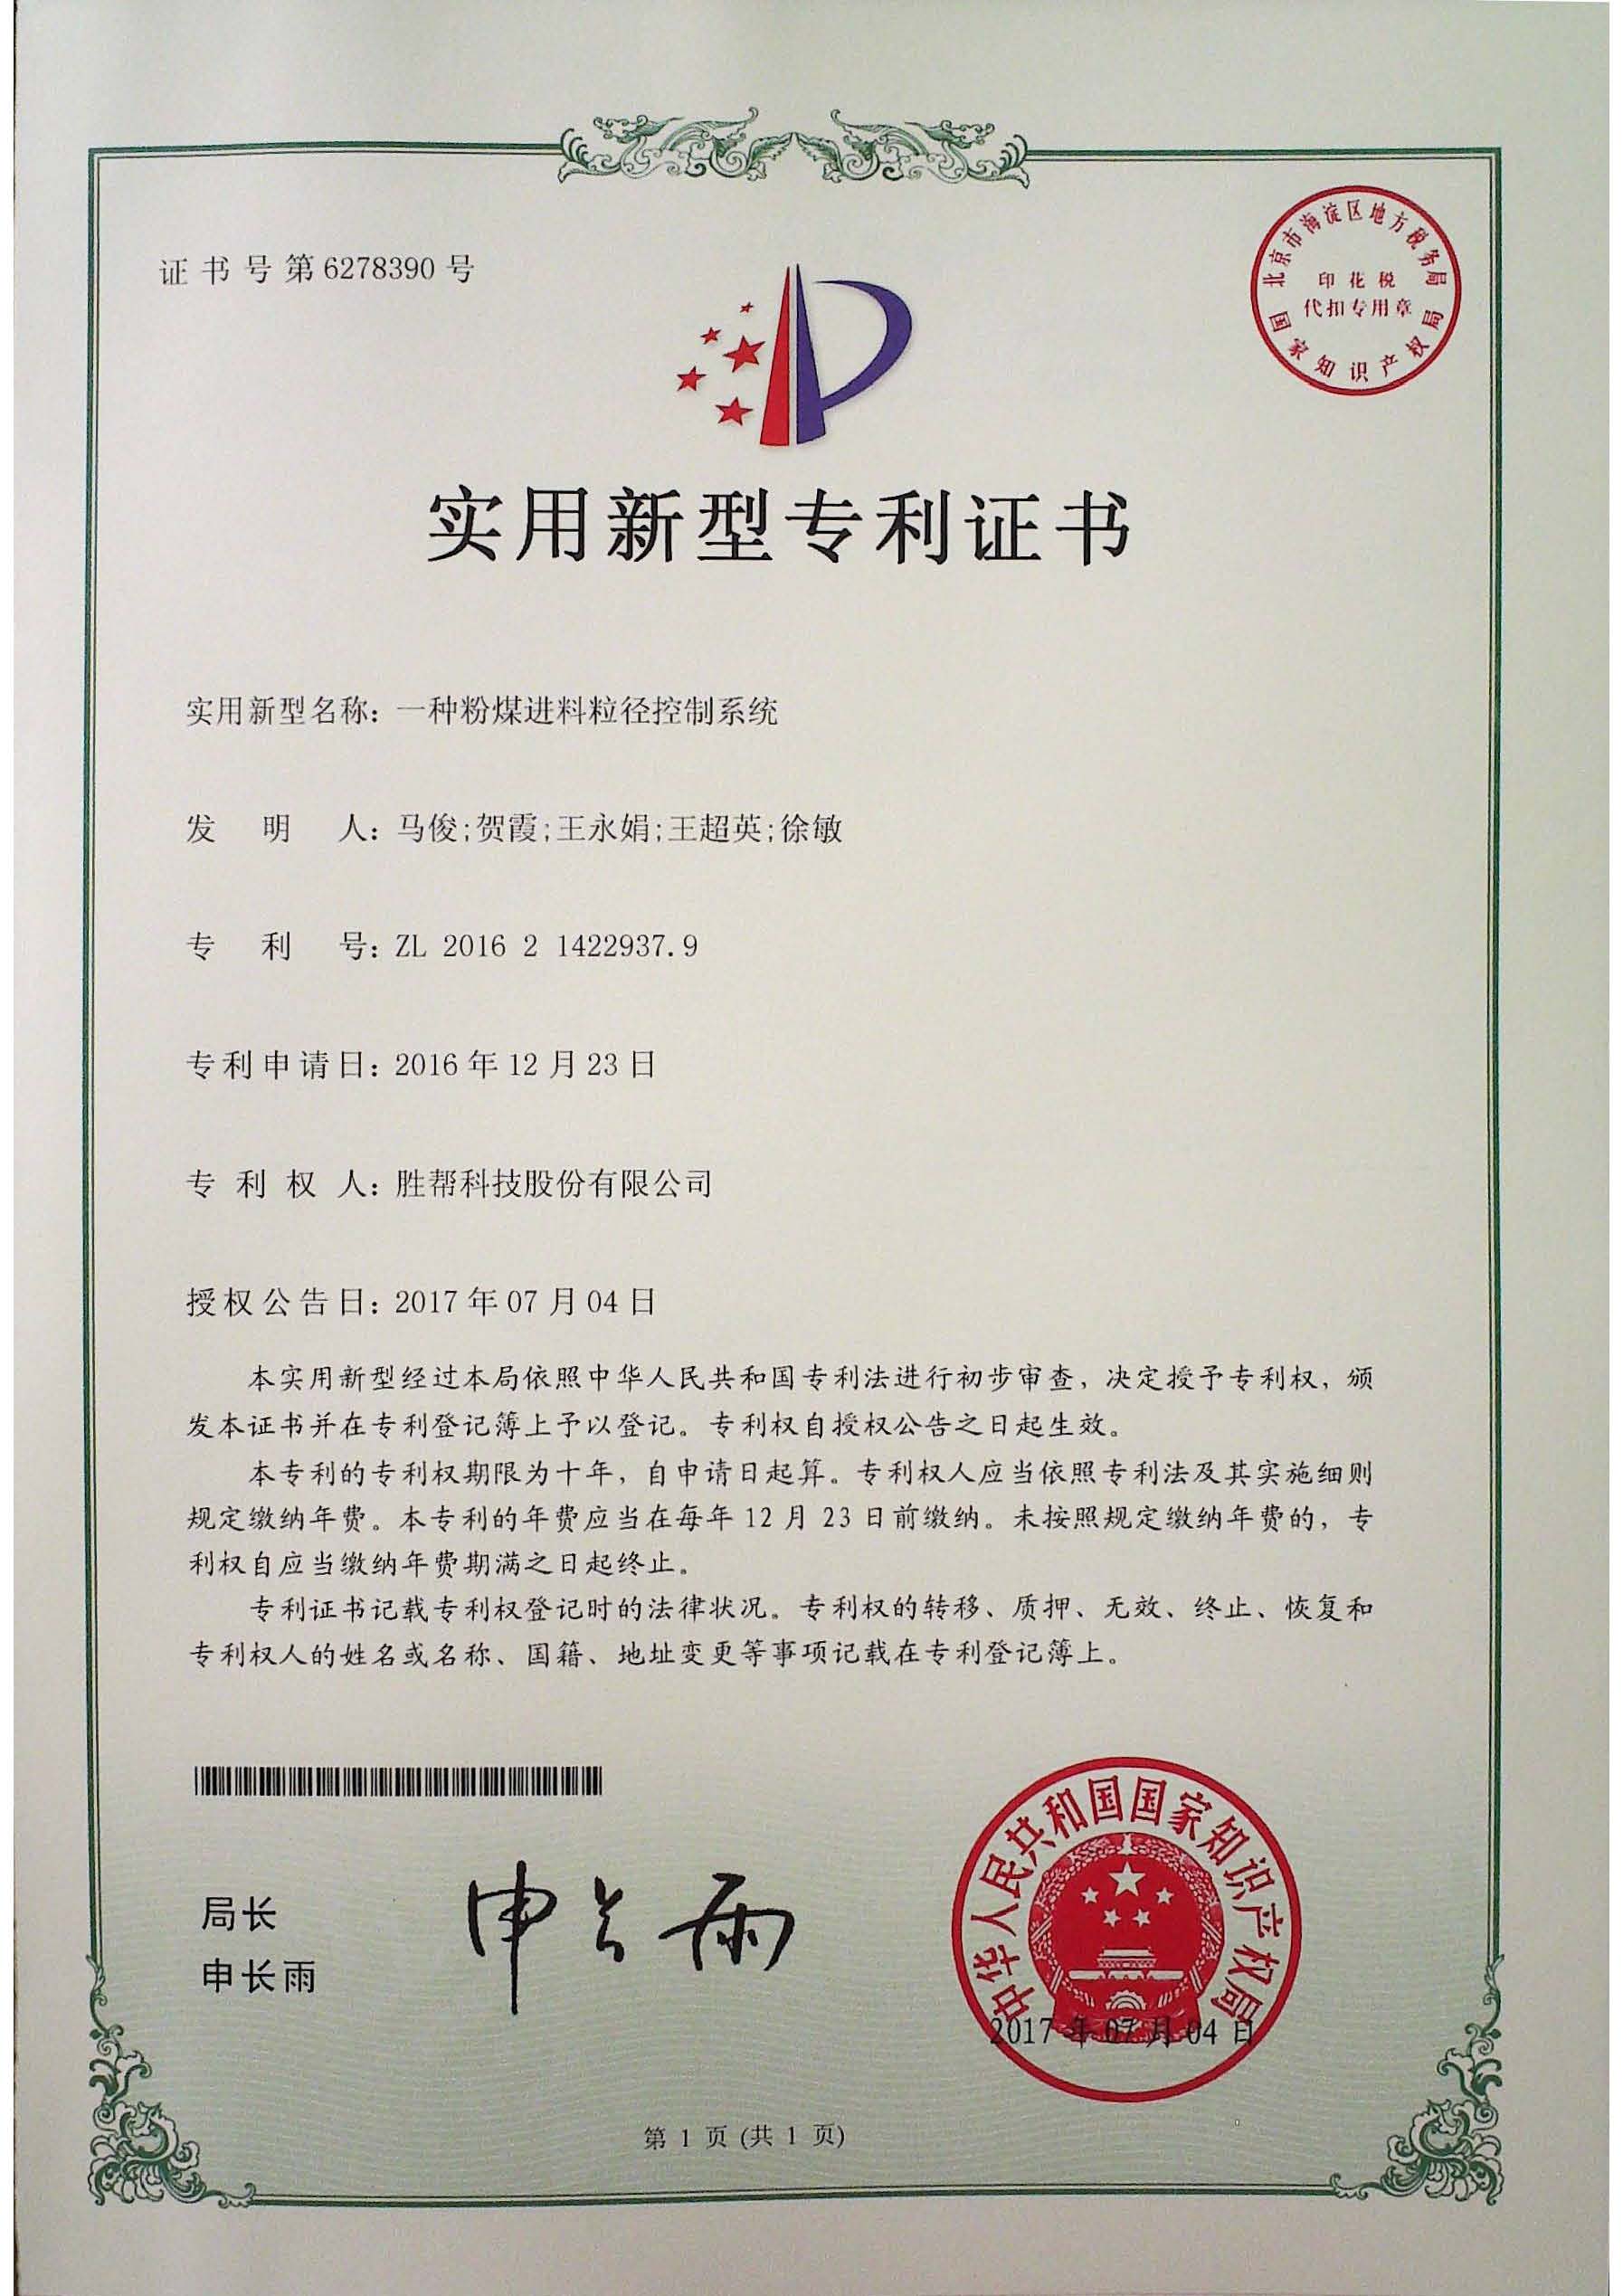 证书号第6278390号
北京市海淀区地方税务局
印花税
代扣专用章
国家知识产权局
实用新型专利证书
实用新型名称：一种粉煤进料粒径控制系统
发明人：马俊;贺霞;王永娟;王超英;徐敏
专利号：ZL 2016 2 1422937.9
专利申请日：2016年12月23日
专利权人：胜帮科技股份有限公司
授权公告日：2017年07月04日
本实用新型经过本局依照中华人民共和国专利法进行初步审查，决定授予专利权，颁
发本证书并在专利登记簿上予以登记。专利权自授权公告之日起生效。
本专利的专利权期限为十年，自申请日起算。专利权人应当依照专利法及其实施细则
规定缴纳年费。本专利的年费应当在每年12月23日前缴纳。未按照规定缴纳年费的，专
利权自应当缴纳年费期满之日起终止。
专利证书记载专利权登记时的法律状况。专利权的转移、质押、无效、终止、恢复和
专利权人的姓名或名称、国籍、地址变更等事项记载在专利登记簿上。
局长
申长雨
申长雨
中华人民共和国国家知识产权局
2017年07月04日
第1页(共1页)